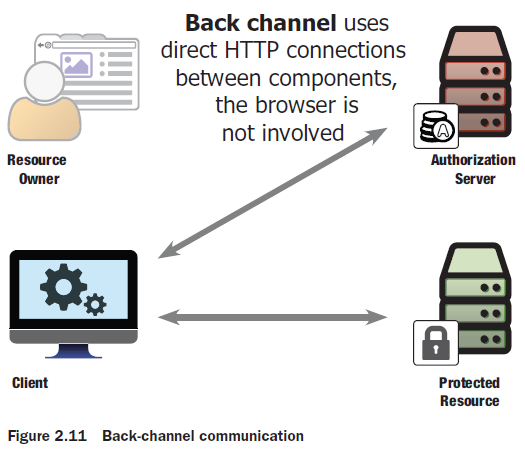 Back channel uses
direct HTTP connections
between components,
the browser is
not involved
Resource
Owner
A
Authorization
Server
Client
Protected
Resource
Figure 2.11 Back-channel communication